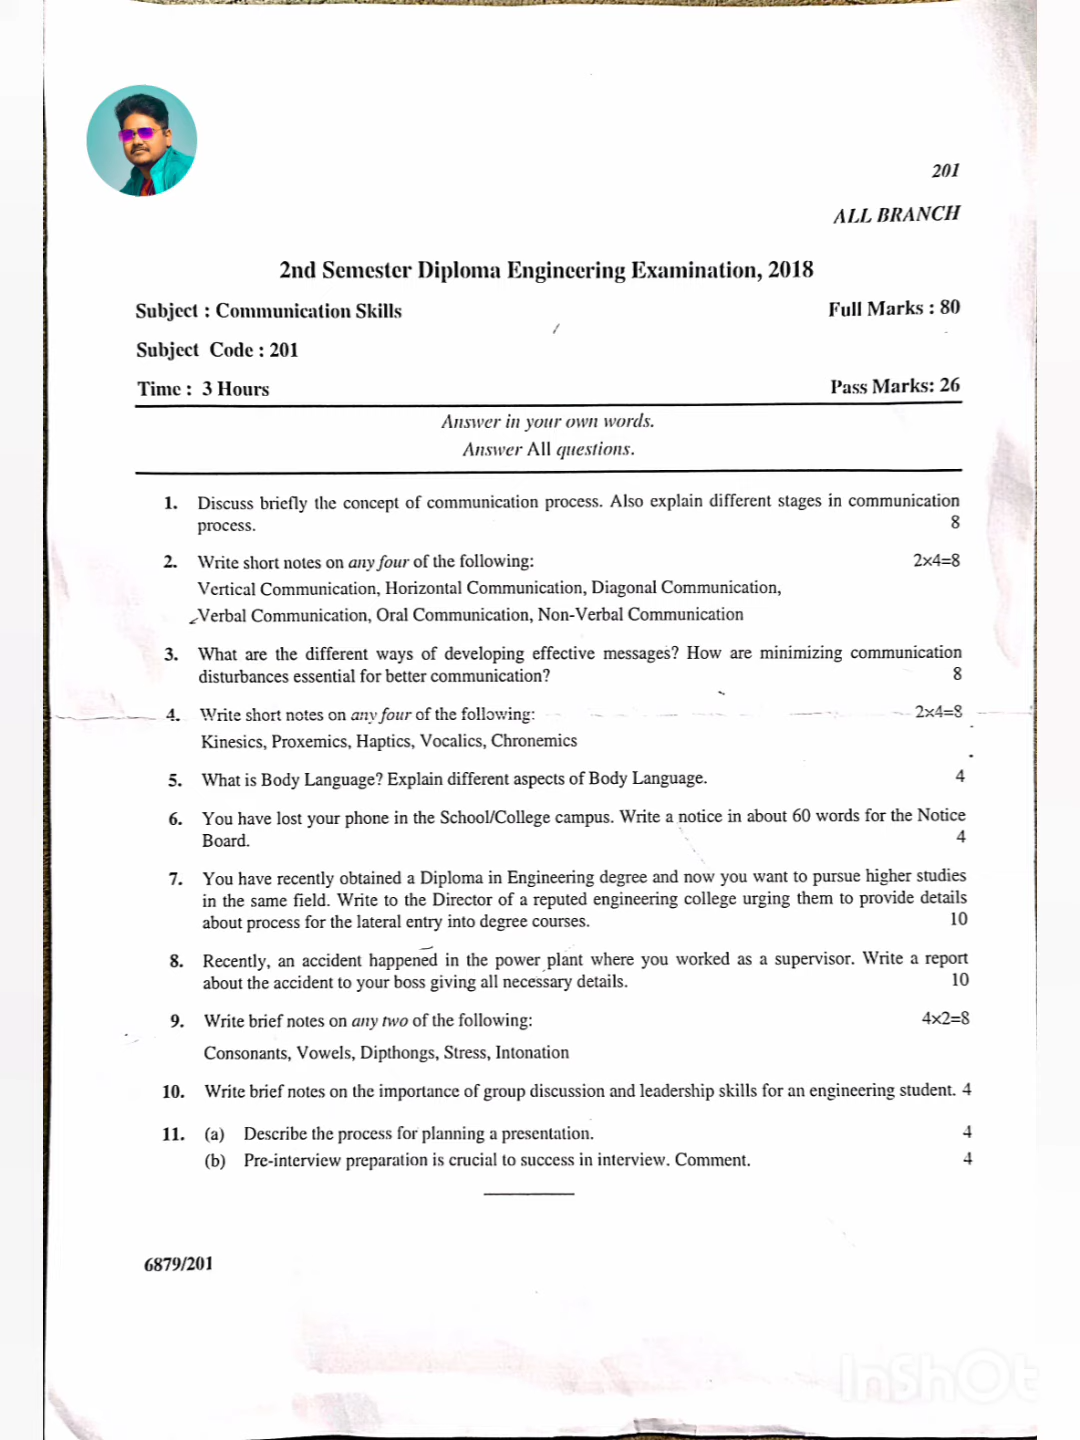 201
ALL BRANCH
2nd Semester Diploma Engineering Examination, 2018
Subject : Communication Skills Full Marks : 80
Subject Code : 201
Time : 3 Hours Pass Marks: 26
Answer in your own words.
Answer All questions.
1. Discuss briefly the concept of communication process. Also explain different stages in communication
process. 8
2. Write short notes on any four of the following: 2×4=8
Vertical Communication, Horizontal Communication, Diagonal Communication,
Verbal Communication, Oral Communication, Non-Verbal Communication
3. What are the different ways of developing effective messages? How are minimizing communication
disturbances essential for better communication? 8
4. Write short notes on any four of the following: 2×4=8
Kinesics, Proxemics, Haptics, Vocalics, Chronemics
5. What is Body Language? Explain different aspects of Body Language. 4
6. You have lost your phone in the School/College campus. Write a notice in about 60 words for the Notice
Board. 4
7. You have recently obtained a Diploma in Engineering degree and now you want to pursue higher studies
in the same field. Write to the Director of a reputed engineering college urging them to provide details
about process for the lateral entry into degree courses. 10
8. Recently, an accident happened in the power plant where you worked as a supervisor. Write a report
about the accident to your boss giving all necessary details. 10
9. Write brief notes on any two of the following: 4×2=8
Consonants, Vowels, Dipthongs, Stress, Intonation
10. Write brief notes on the importance of group discussion and leadership skills for an engineering student. 4
11. (a) Describe the process for planning a presentation. 4
(b) Pre-interview preparation is crucial to success in interview. Comment. 4
6879/201
InShOt